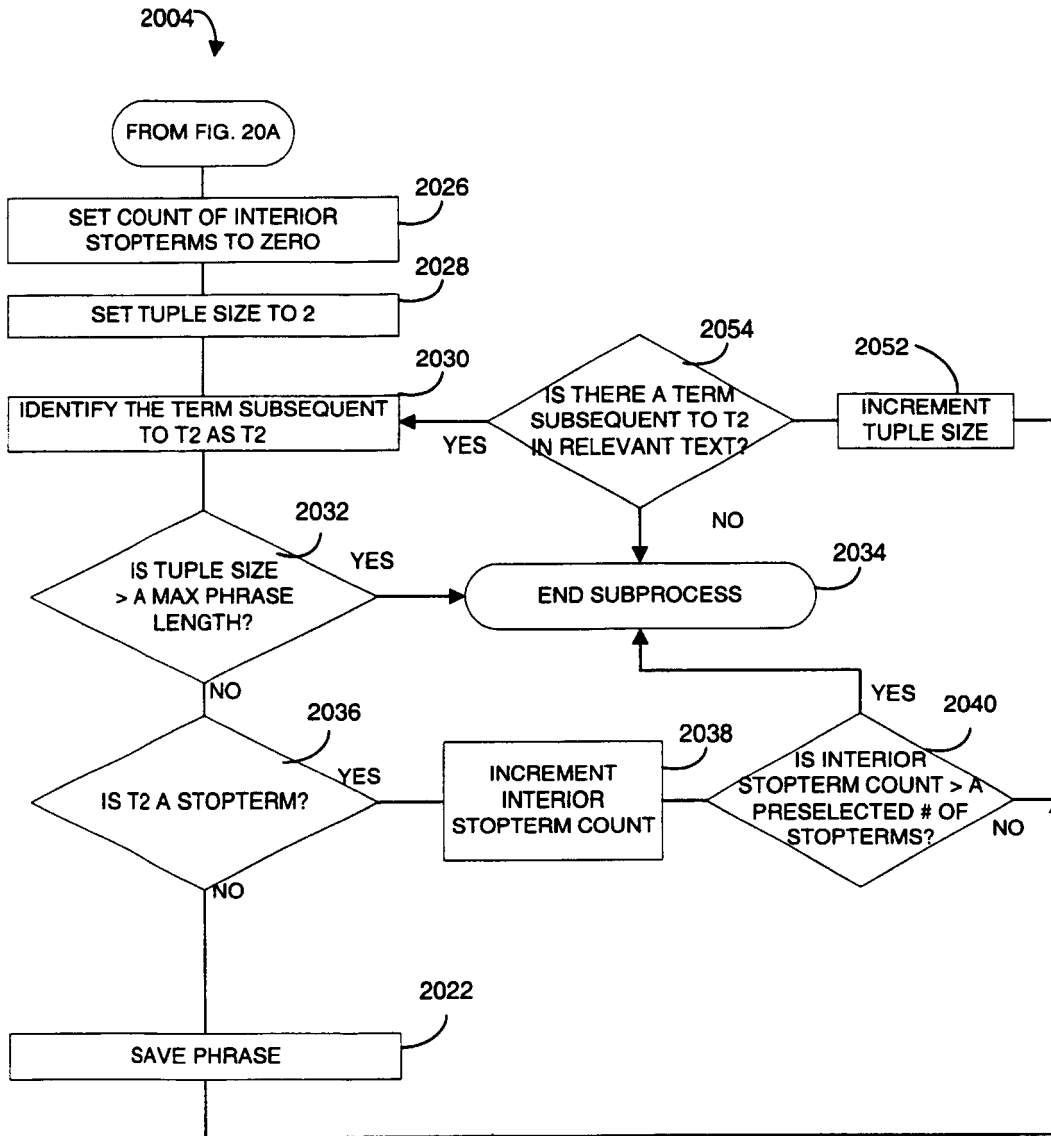 2004
FROM FIG. 20A
2026
SET COUNT OF INTERIOR
STOPTERMS TO ZERO
2028
SET TUPLE SIZE TO 2
2030
IDENTIFY THE TERM SUBSEQUENT
TO T2 AS T2
2054
IS THERE A TERM
SUBSEQUENT TO T2
IN RELEVANT TEXT?
YES
NO
2052
INCREMENT
TUPLE SIZE
2032
IS TUPLE SIZE
> A MAX PHRASE
LENGTH?
YES
NO
2034
END SUBPROCESS
2036
IS T2 A STOPTERM?
YES
NO
2038
INCREMENT
INTERIOR
STOPTERM COUNT
2040
IS INTERIOR
STOPTERM COUNT > A
PRESELECTED # OF
STOPTERMS?
YES
NO
2022
SAVE PHRASE